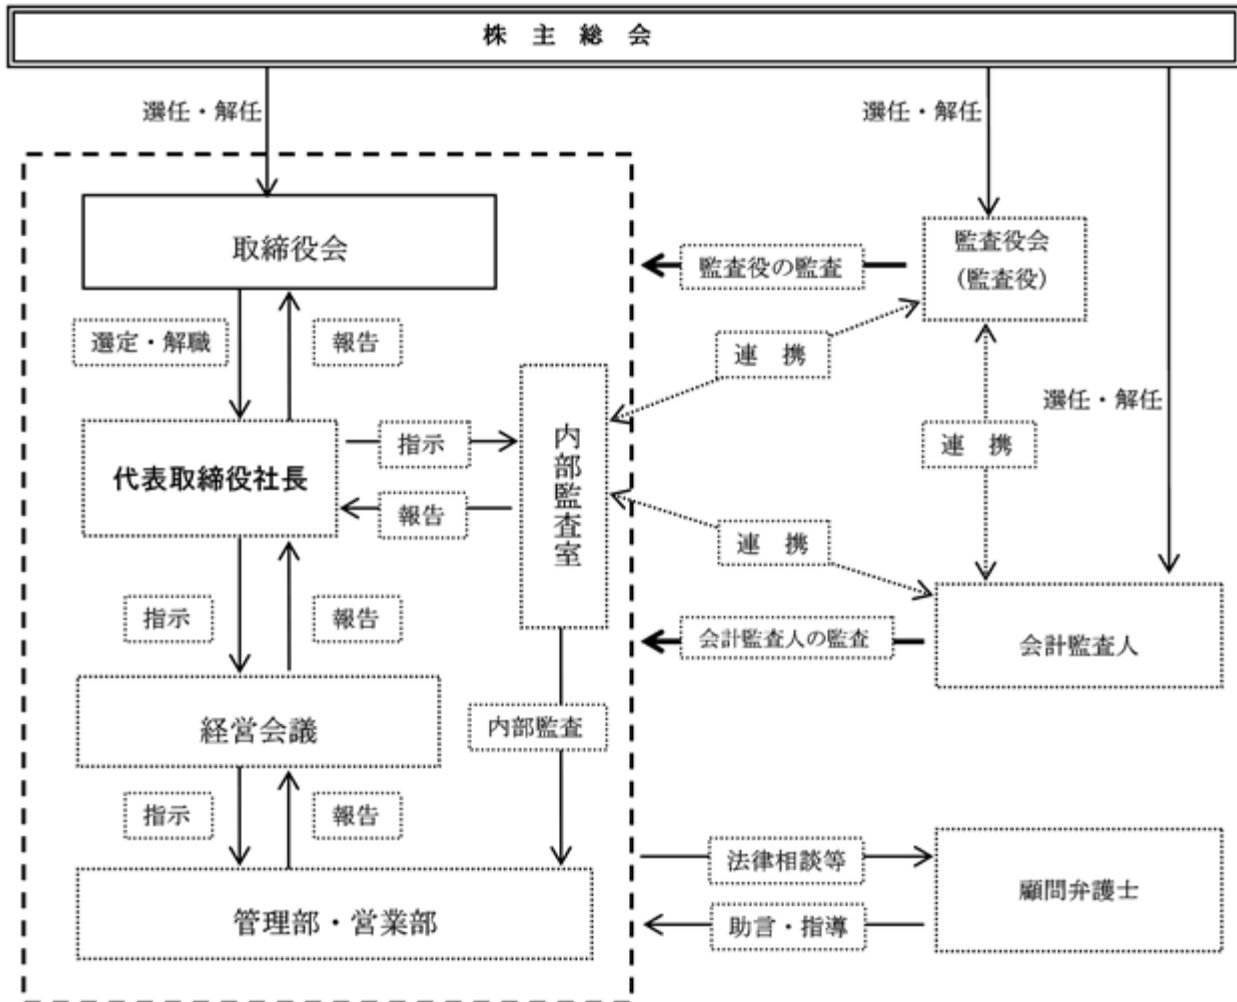 株 主 総 会
選任・解任
選任・解任
取締役会
監査役の監査
監査役会
(監査役)
選定・解職
報告
連 携
選任・解任
代表取締役社長
指示
報告
内部監査室
連 携
連 携
指示
報告
会計監査人の監査
会計監査人
経営会議
内部監査
指示
報告
管理部・営業部
法律相談等
助言・指導
顧問弁護士